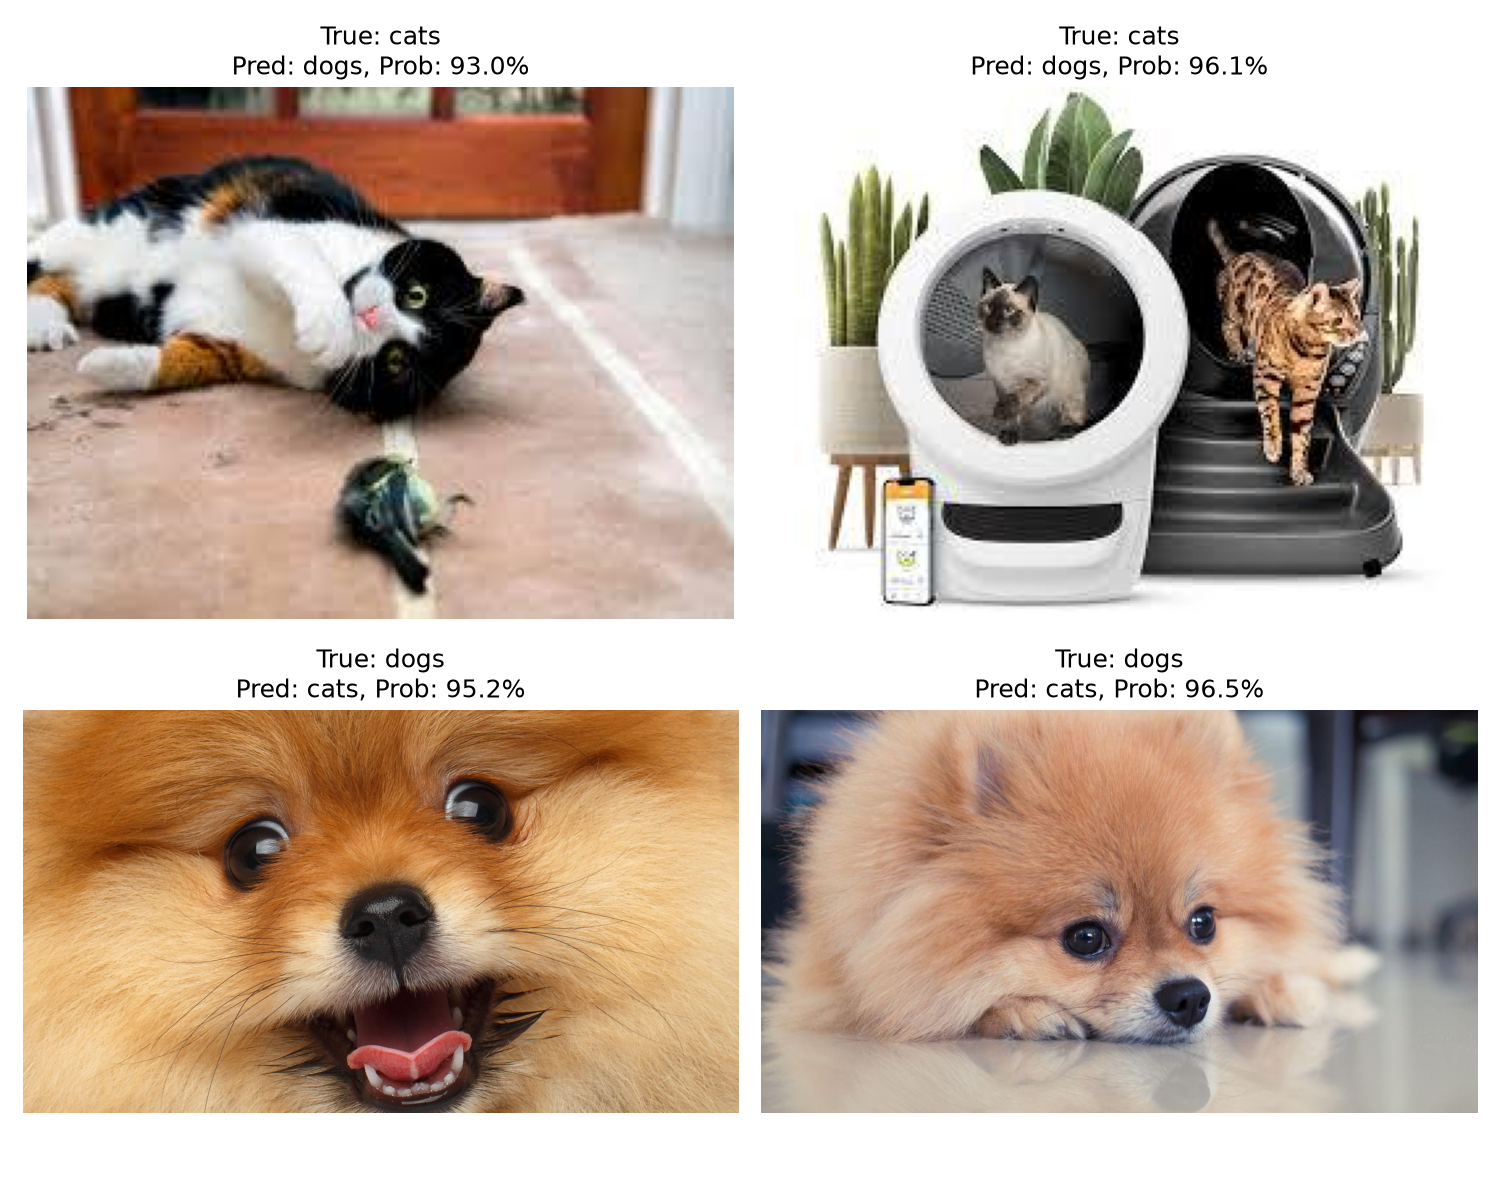 True: cats
Pred: dogs, Prob: 93.0%
True: cats
Pred: dogs, Prob: 96.1%
True: dogs
Pred: cats, Prob: 95.2%
True: dogs
Pred: cats, Prob: 96.5%